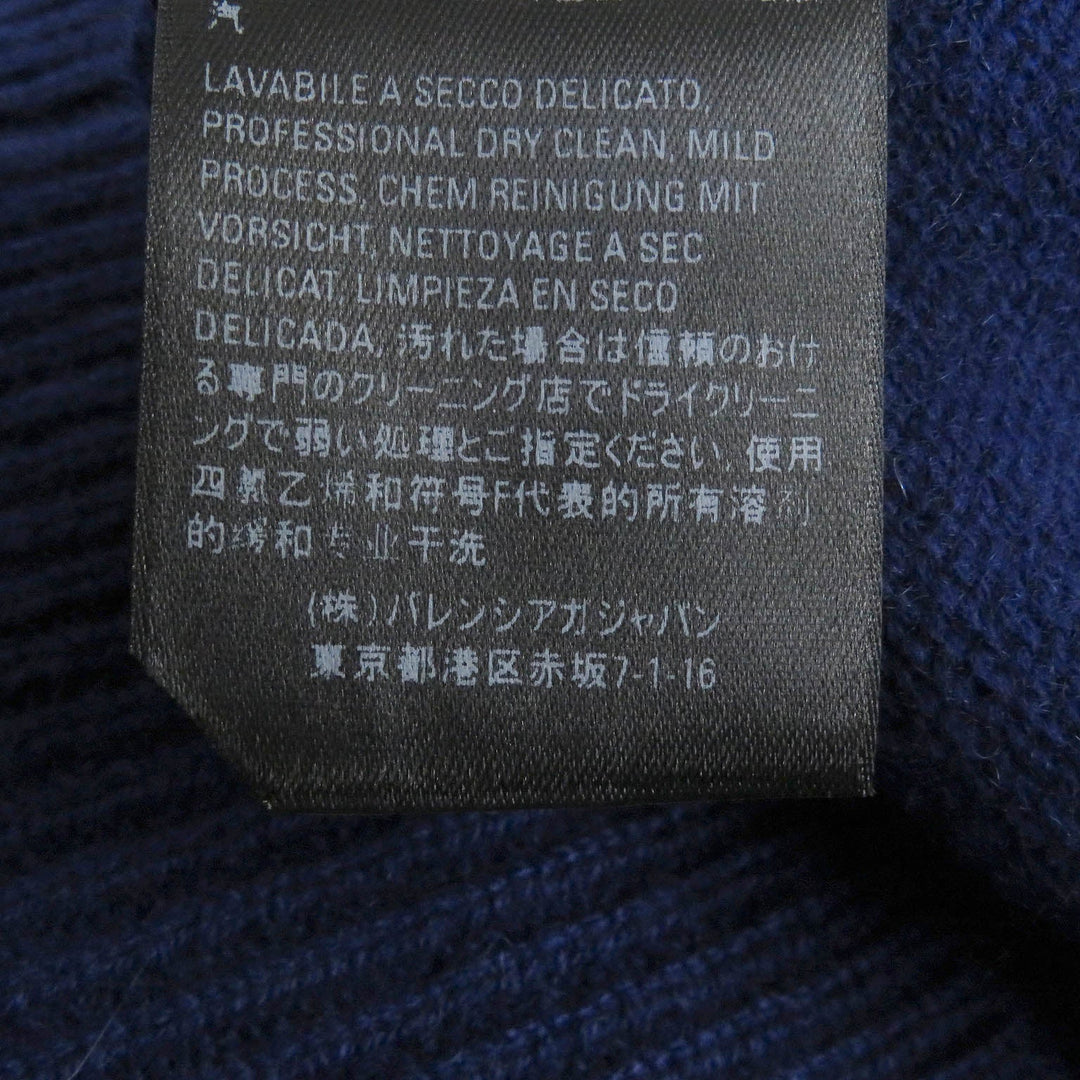 LAVABILE A SECCO DELICATO,
PROFESSIONAL DRY CLEAN, MILD
PROCESS, CHEM REINIGUNG MIT
VORSICHT, NETTOYAGE A SEC
DELICAT, LIMPIEZA EN SECO
DELICADA, 汚れた場合は信頼のおけ
る専門のクリーニング店でドライクリーニ
ングで弱い処理とご指定ください, 使用
四氯乙烯和符号F代表的所有溶剂
的缓和专业干洗
(株)バレンシアガジャパン
東京都港区赤坂7-1-16